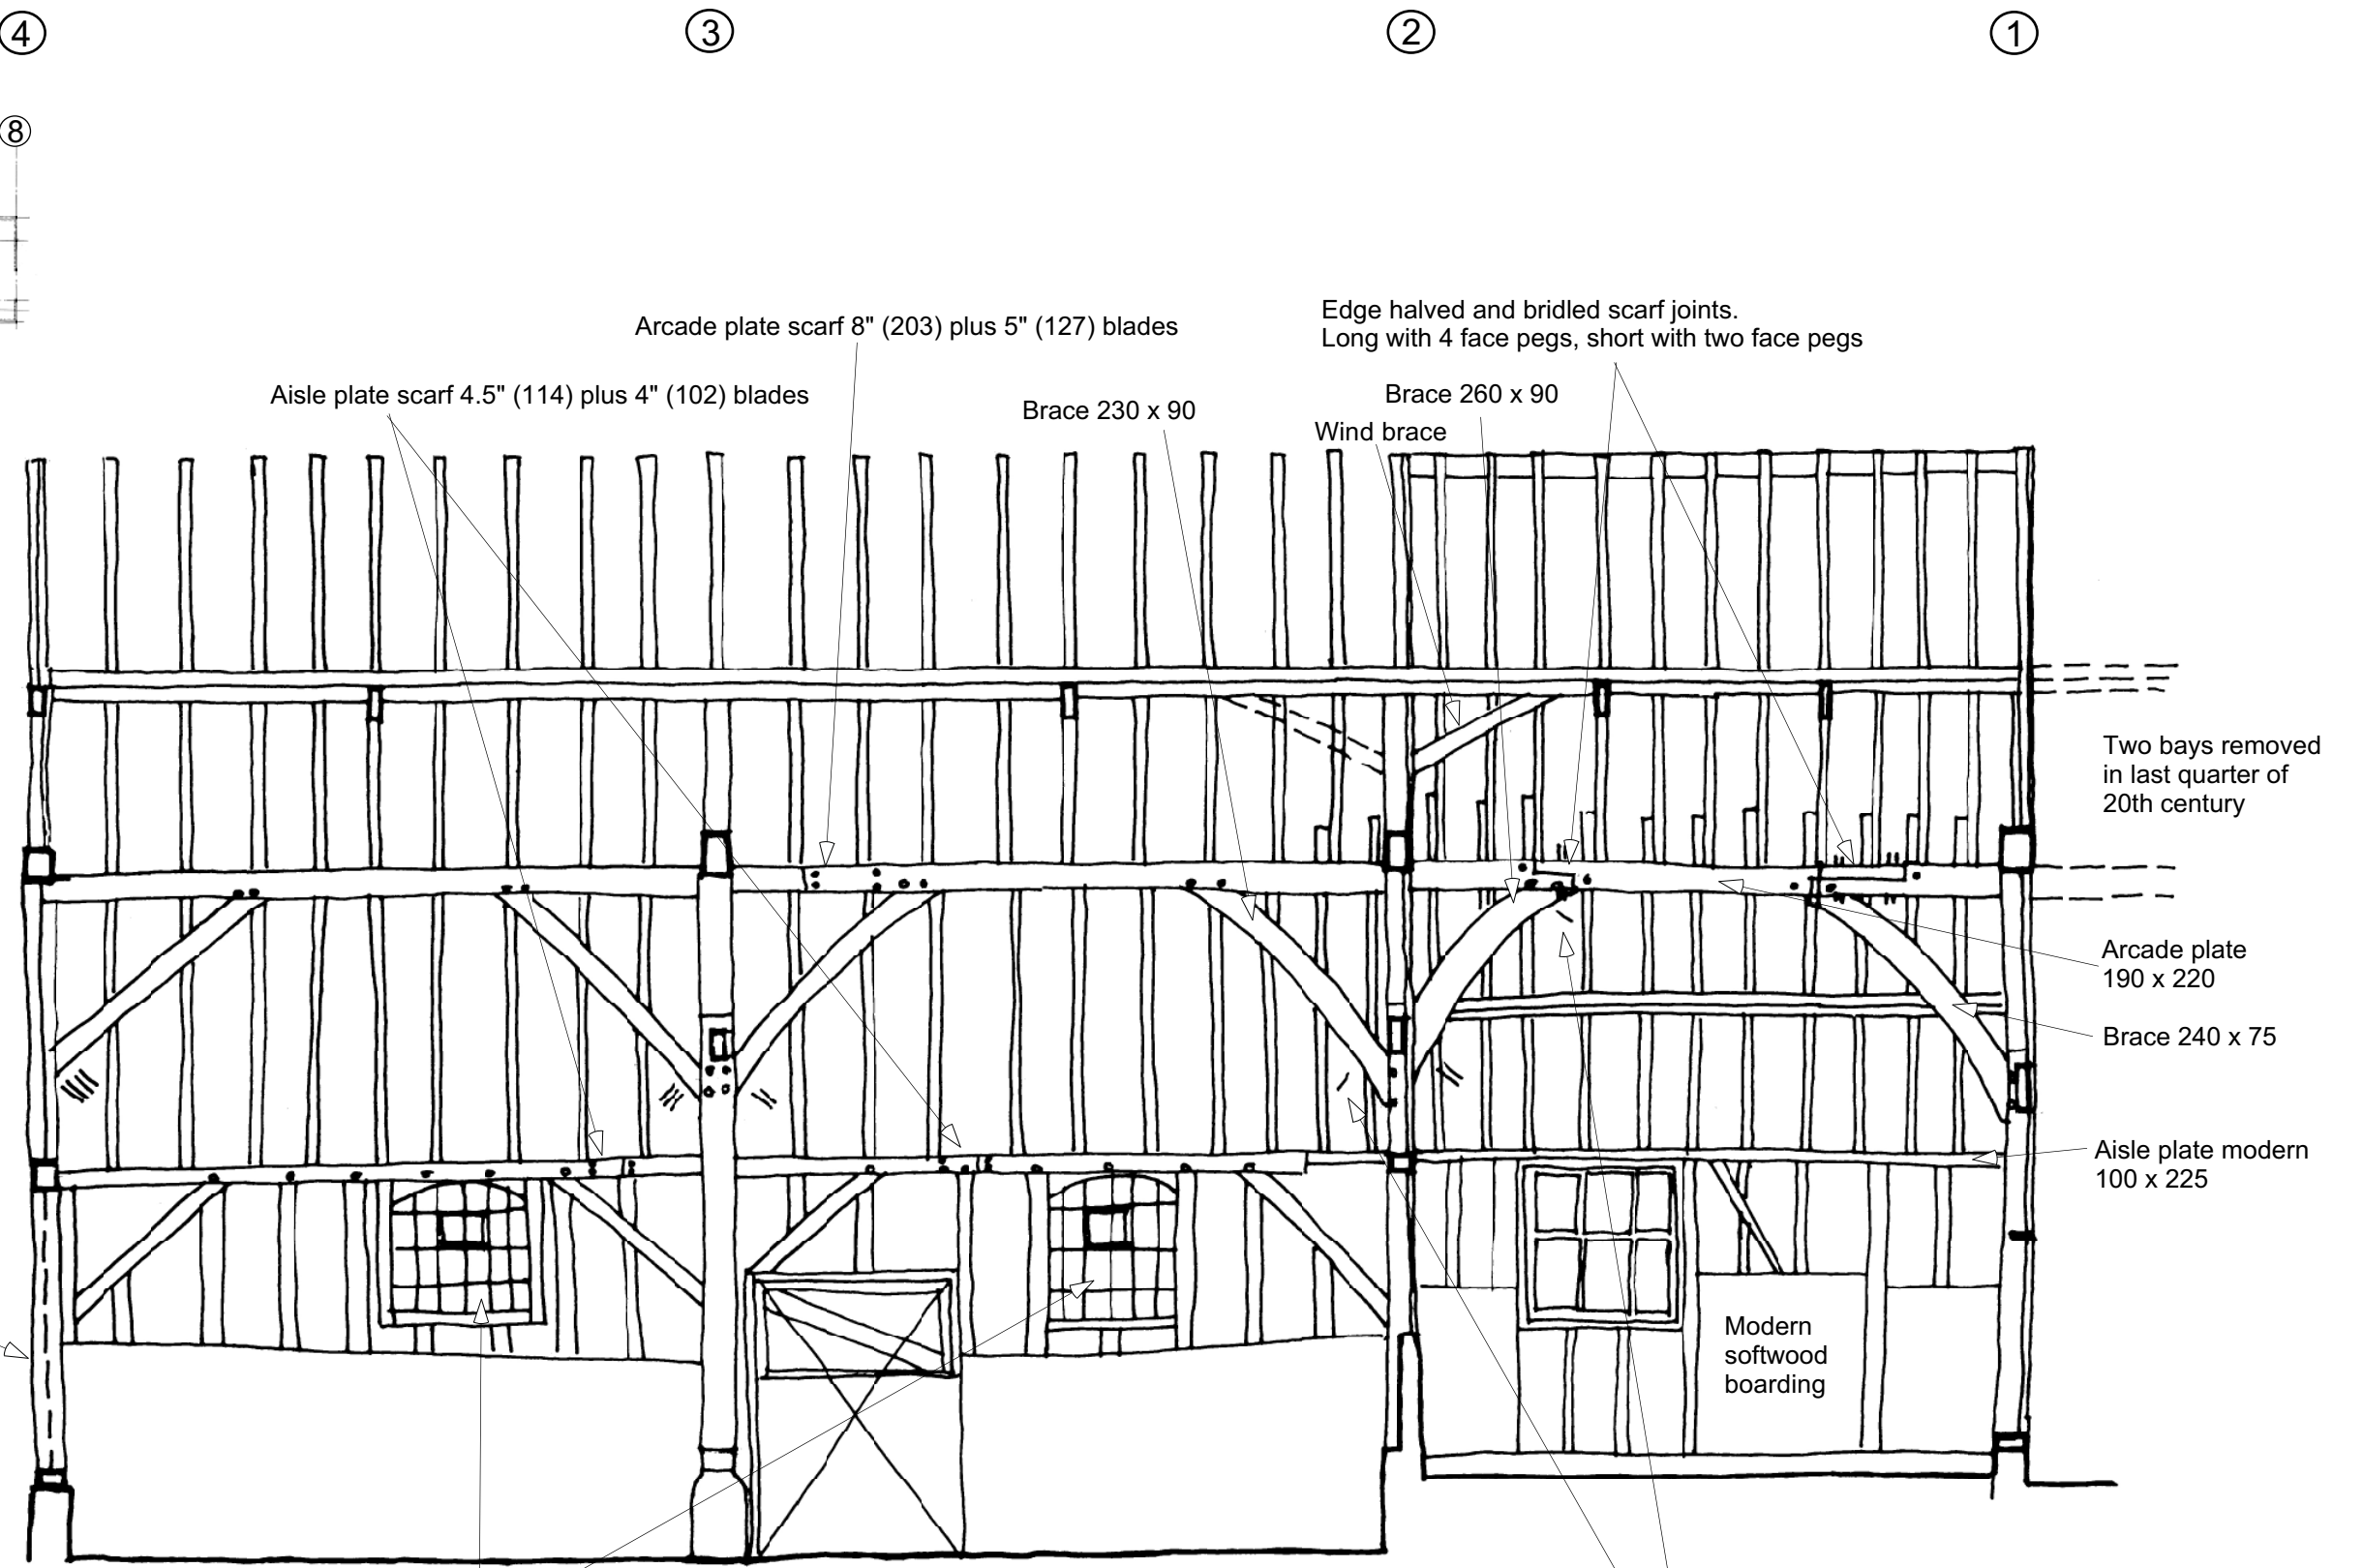 4
3
2
1
8
Edge halved and bridled scarf joints.
Long with 4 face pegs, short with two face pegs
Arcade plate scarf 8" (203) plus 5" (127) blades
Aisle plate scarf 4.5" (114) plus 4" (102) blades
Brace 230 x 90
Brace 260 x 90
Wind brace
Two bays removed
in last quarter of
20th century
Arcade plate
190 x 220
Brace 240 x 75
Aisle plate modern
100 x 225
Modern
softwood
boarding